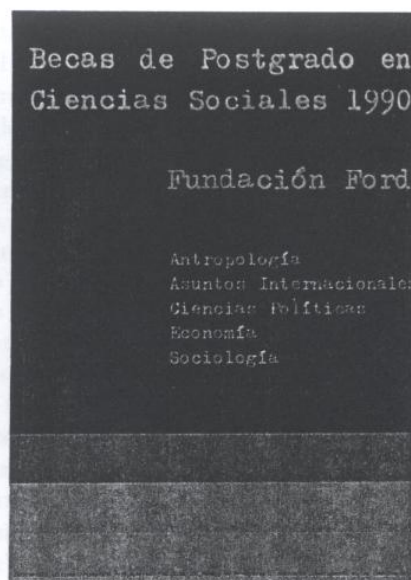 Becas de Postgrado en
Ciencias Sociales 1990
Fundación Ford
Antropología
Asuntos Internacionales
Ciencias Políticas
Economía
Sociología